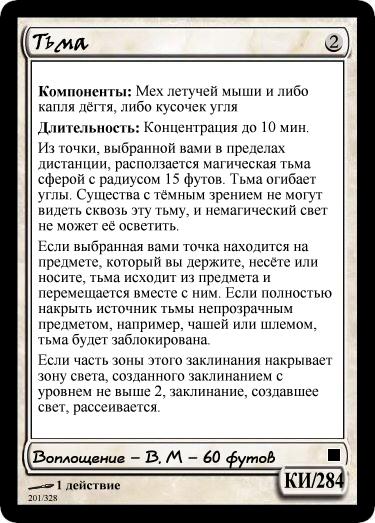 Тьма 2
Компоненты: Мех летучей мыши и либо
капля дёгтя, либо кусочек угля
Длительность: Концентрация до 10 мин.
Из точки, выбранной вами в пределах
дистанции, расползается магическая тьма
сферой с радиусом 15 футов. Тьма огибает
углы. Существа с тёмным зрением не могут
видеть сквозь эту тьму, и немагический свет
не может её осветить.
Если выбранная вами точка находится на
предмете, который вы держите, несёте или
носите, тьма исходит из предмета и
перемещается вместе с ним. Если полностью
накрыть источник тьмы непрозрачным
предметом, например, чашей или шлемом,
тьма будет заблокирована.
Если часть зоны этого заклинания накрывает
зону света, созданного заклинанием с
уровнем не выше 2, заклинание, создавшее
свет, рассеивается.
Воплощение – В, М – 60 футов
КИ/284
1 действие
201/328